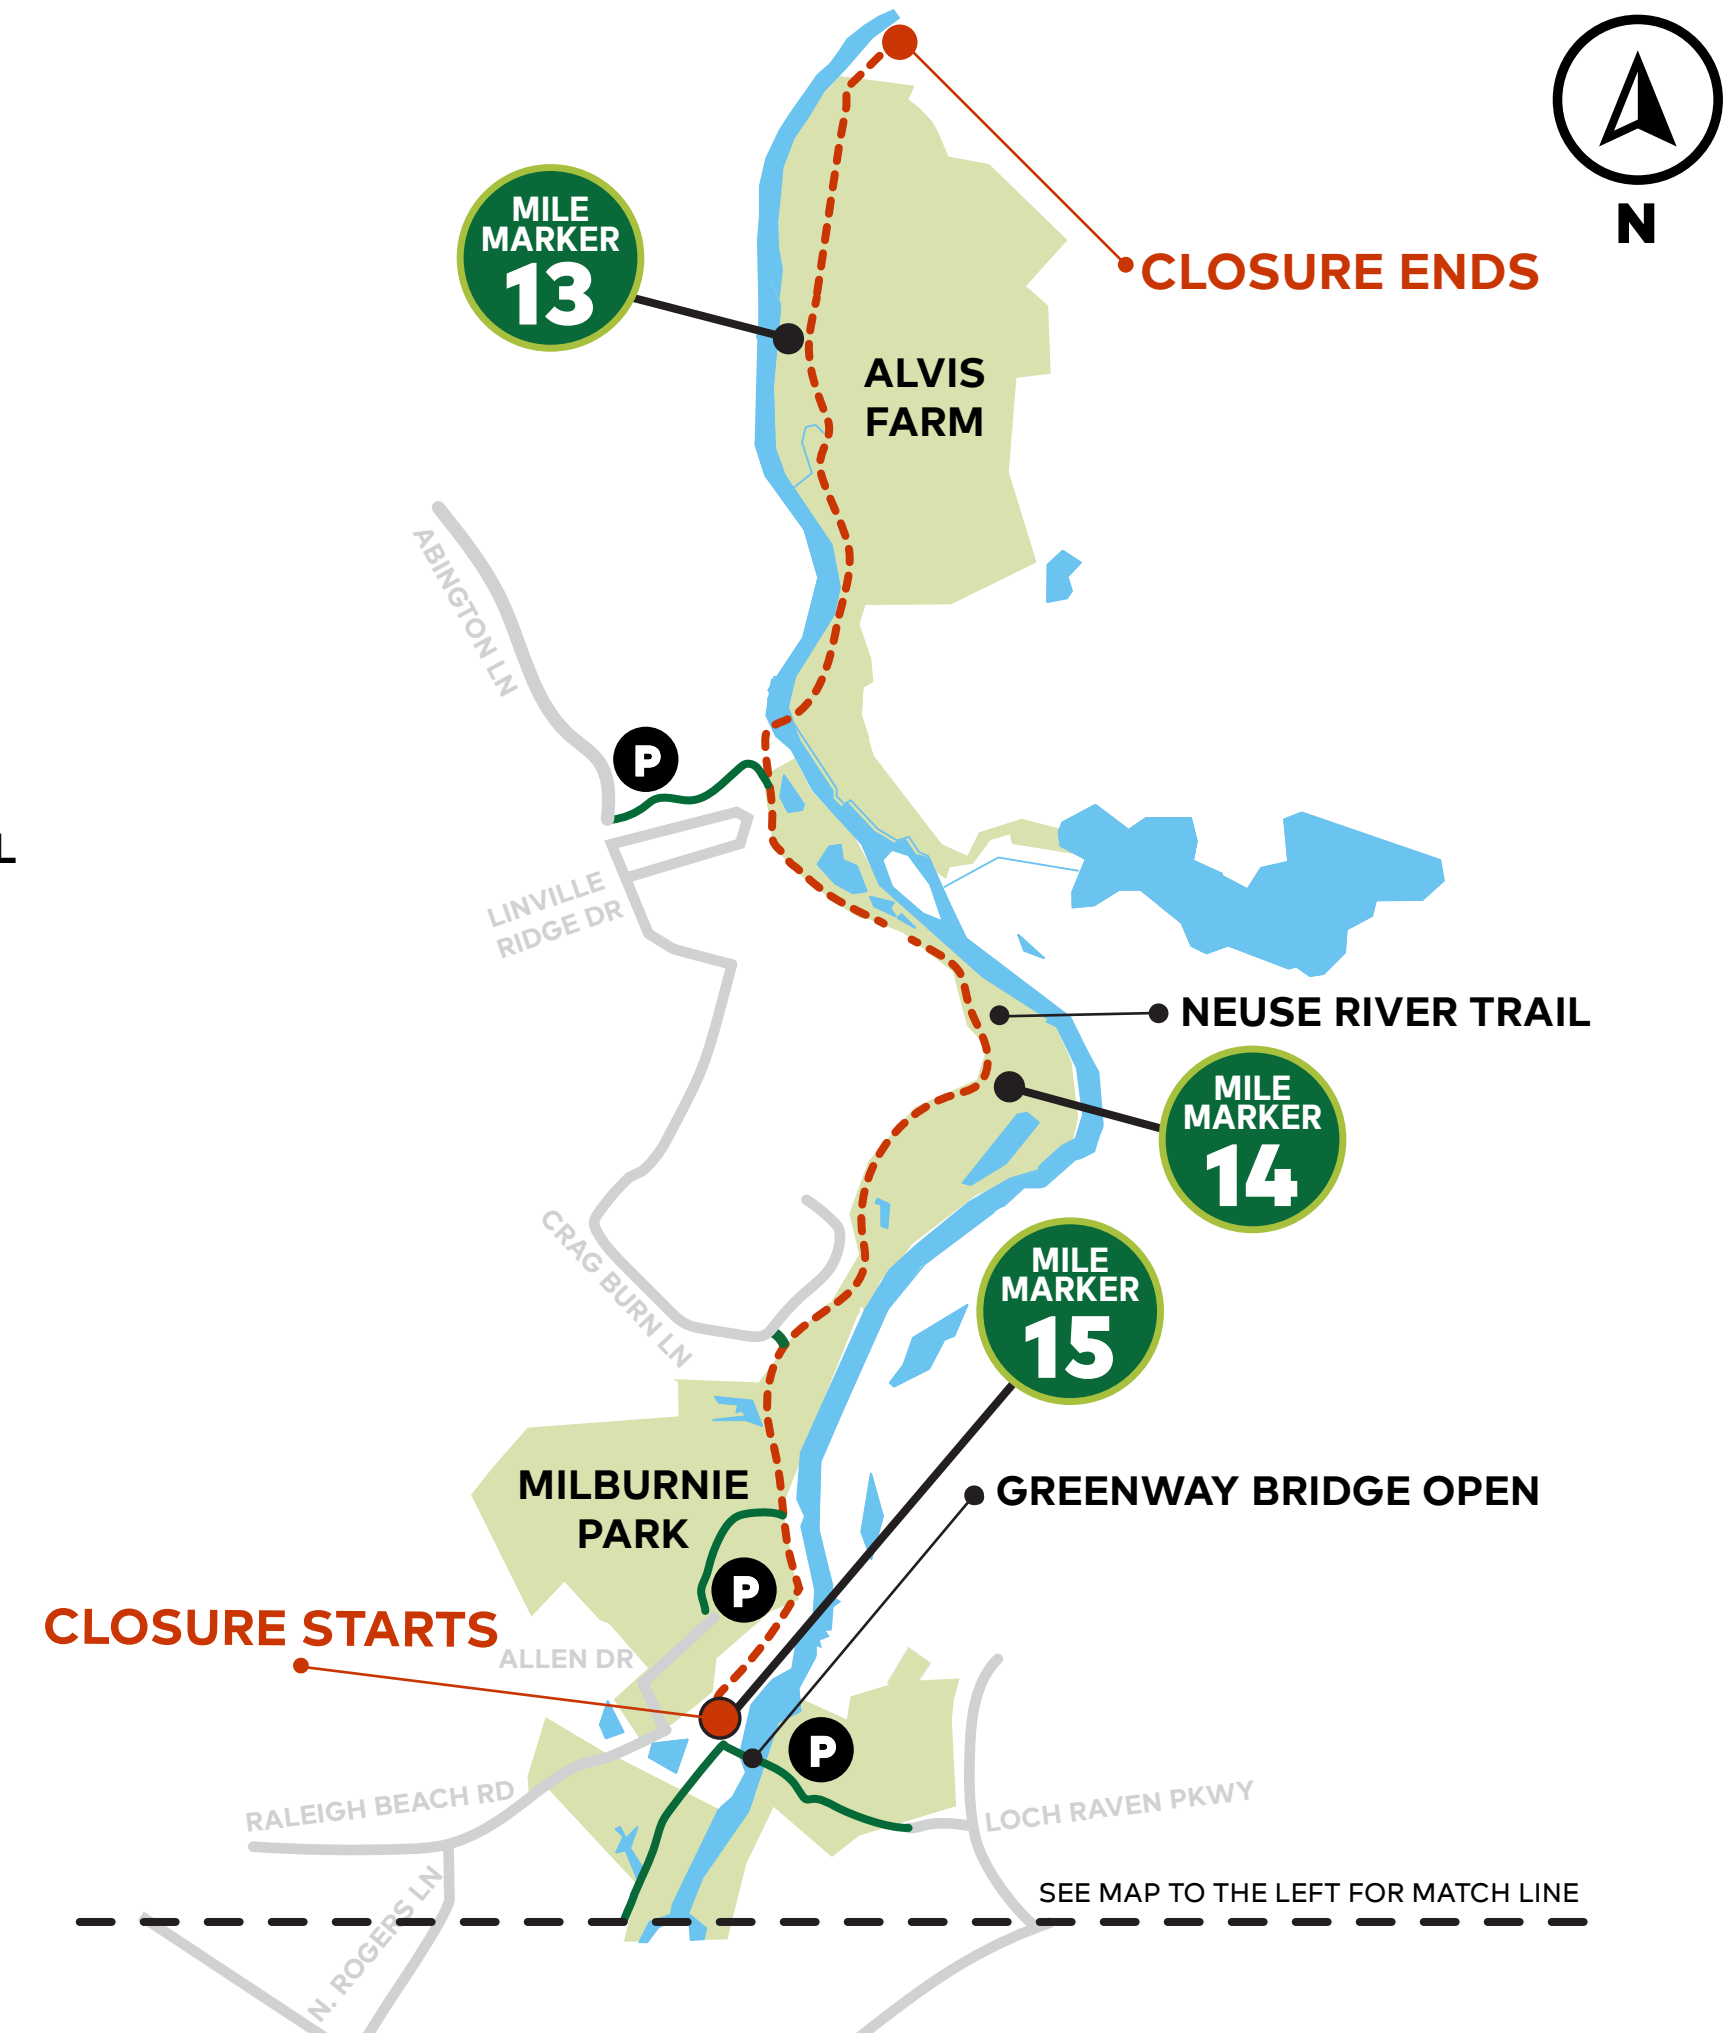 N
CLOSURE ENDS
MILE
MARKER
13
ALVIS
FARM
ABINGTON LN
P
L
LINVILLE
RIDGE DR
NEUSE RIVER TRAIL
MILE
MARKER
14
CRAG BURN LN
MILE
MARKER
15
MILBURNIE
PARK
GREENWAY BRIDGE OPEN
P
CLOSURE STARTS
ALLEN DR
P
RALEIGH BEACH RD
LOCH RAVEN PKWY
SEE MAP TO THE LEFT FOR MATCH LINE
N. ROGERS LN